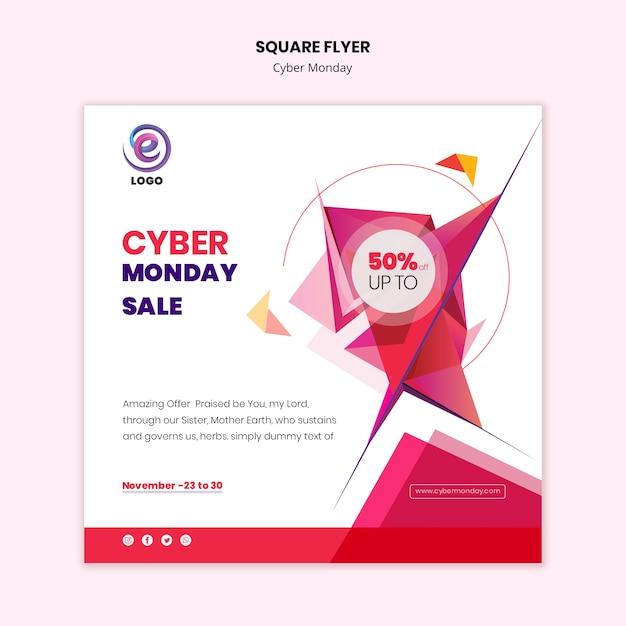 SQUARE FLYER
Cyber Monday
e
LOGO
CYBER
MONDAY
SALE
50% off
UP TO
Amazing Offer Praised be You, my Lord,
through our Sister, Mother Earth, who sustains
and governs us, herbs. simply dummy text of
November -23 to 30
www.cybermonday.com